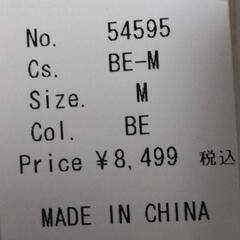 No. 54595
Cs. BE-M
Size. M
Col. BE
Price ¥8,499 税込
MADE IN CHINA